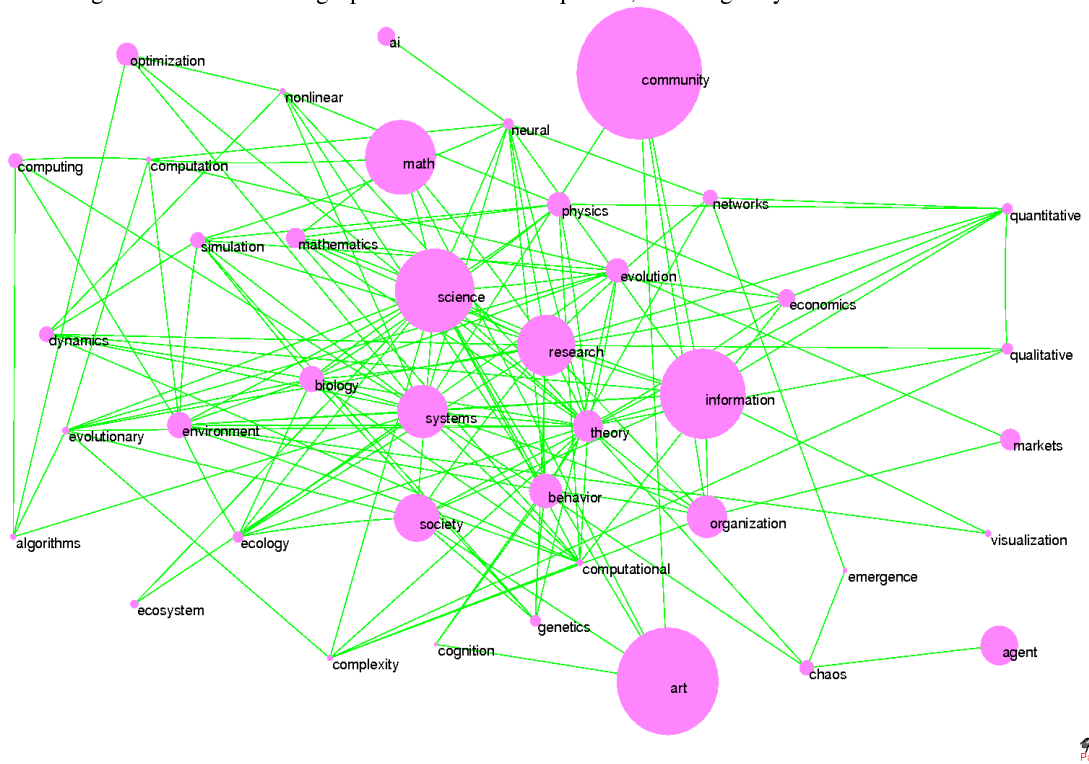 ai
optimization
community
nonlinear
neural
math
computing
computation
networks
physics
quantitative
simulation
mathematics
evolution
science
economics
dynamics
research
qualitative
biology
systems
information
evolutionary
environment
theory
markets
behavior
society
organization
algorithms
ecology
visualization
computational
emergence
ecosystem
genetics
cognition
complexity
agent
chaos
art